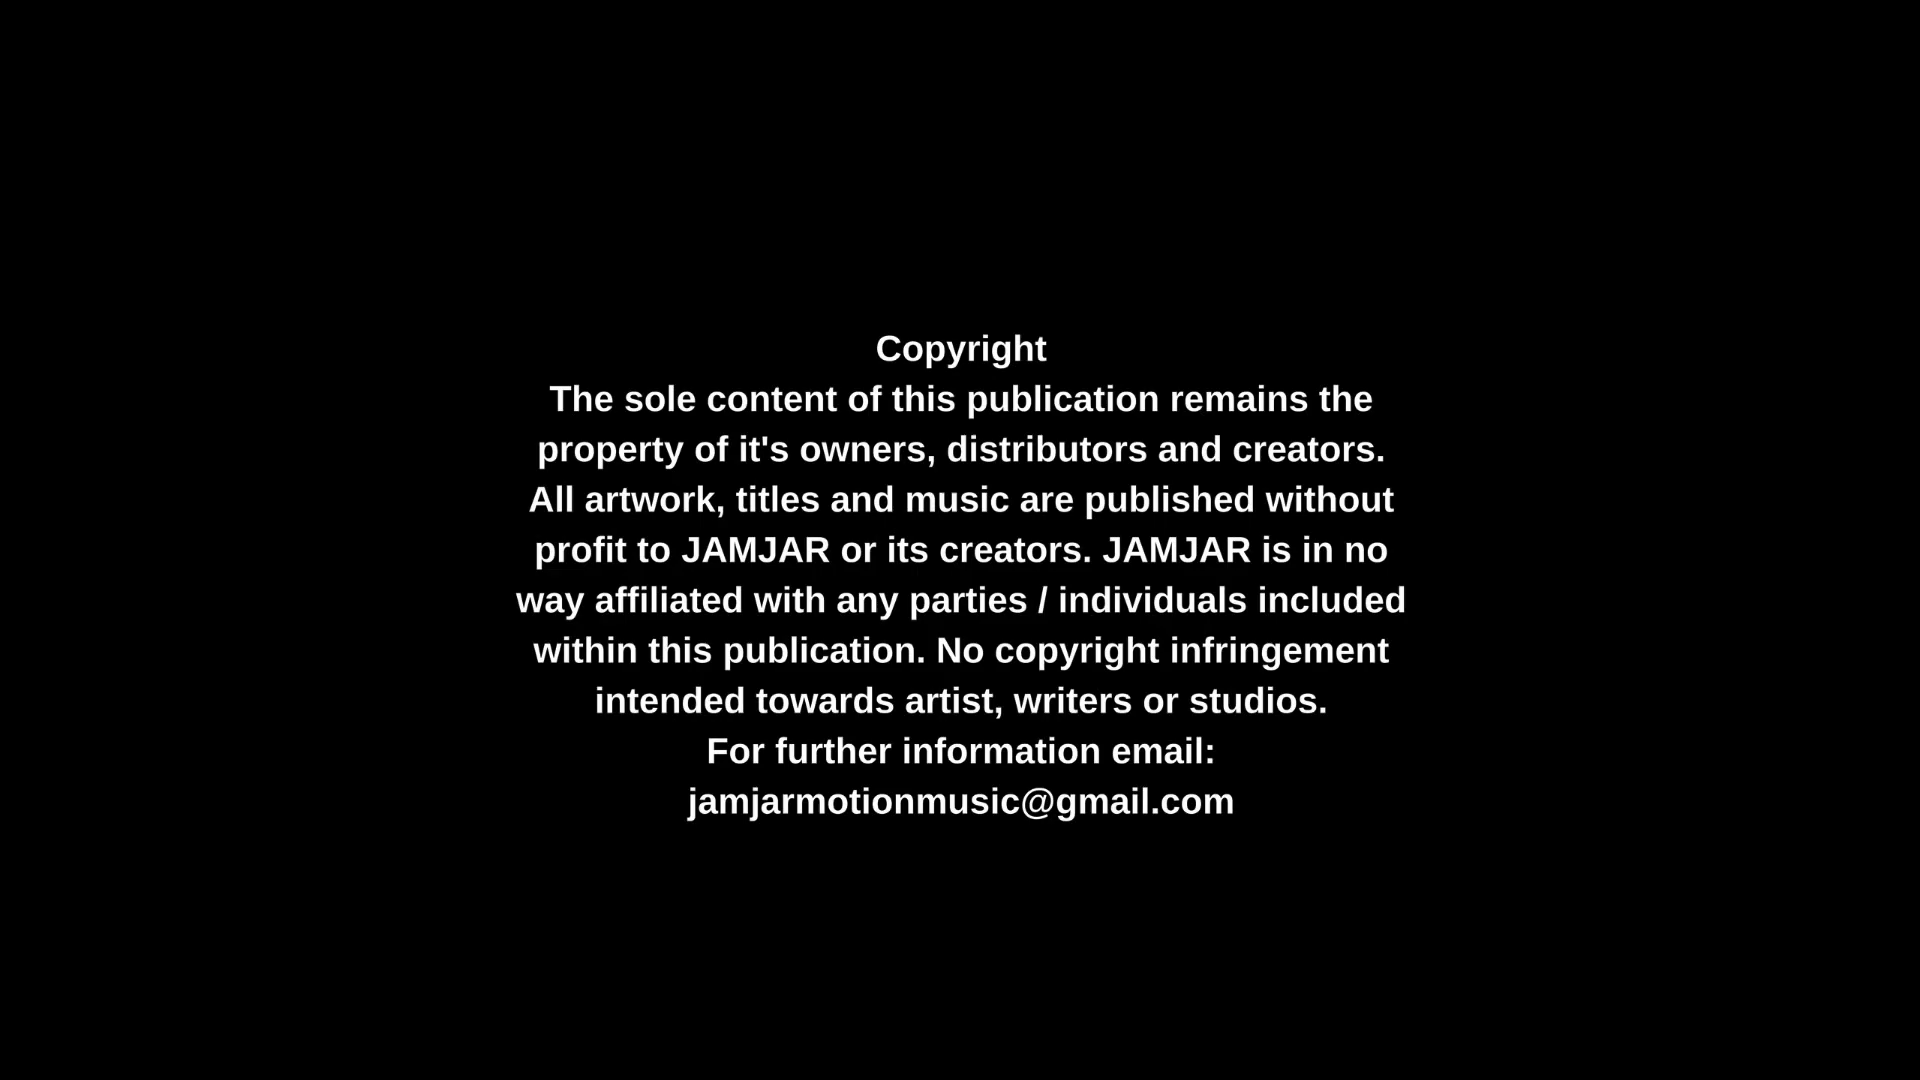 Copyright
The sole content of this publication remains the
property of it's owners, distributors and creators.
All artwork, titles and music are published without
profit to JAMJAR or its creators. JAMJAR is in no
way affiliated with any parties / individuals included
within this publication. No copyright infringement
intended towards artist, writers or studios.
For further information email:
jamjarmotionmusic@gmail.com